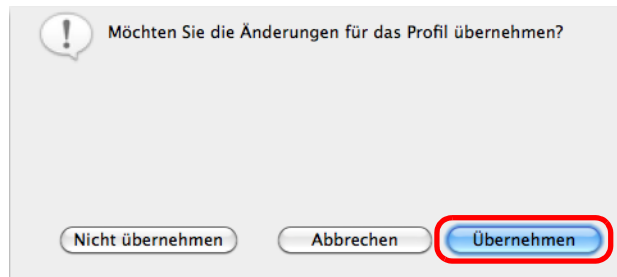 Möchten Sie die Änderungen für das Profil übernehmen?
Nicht übernehmen Abbrechen Übernehmen